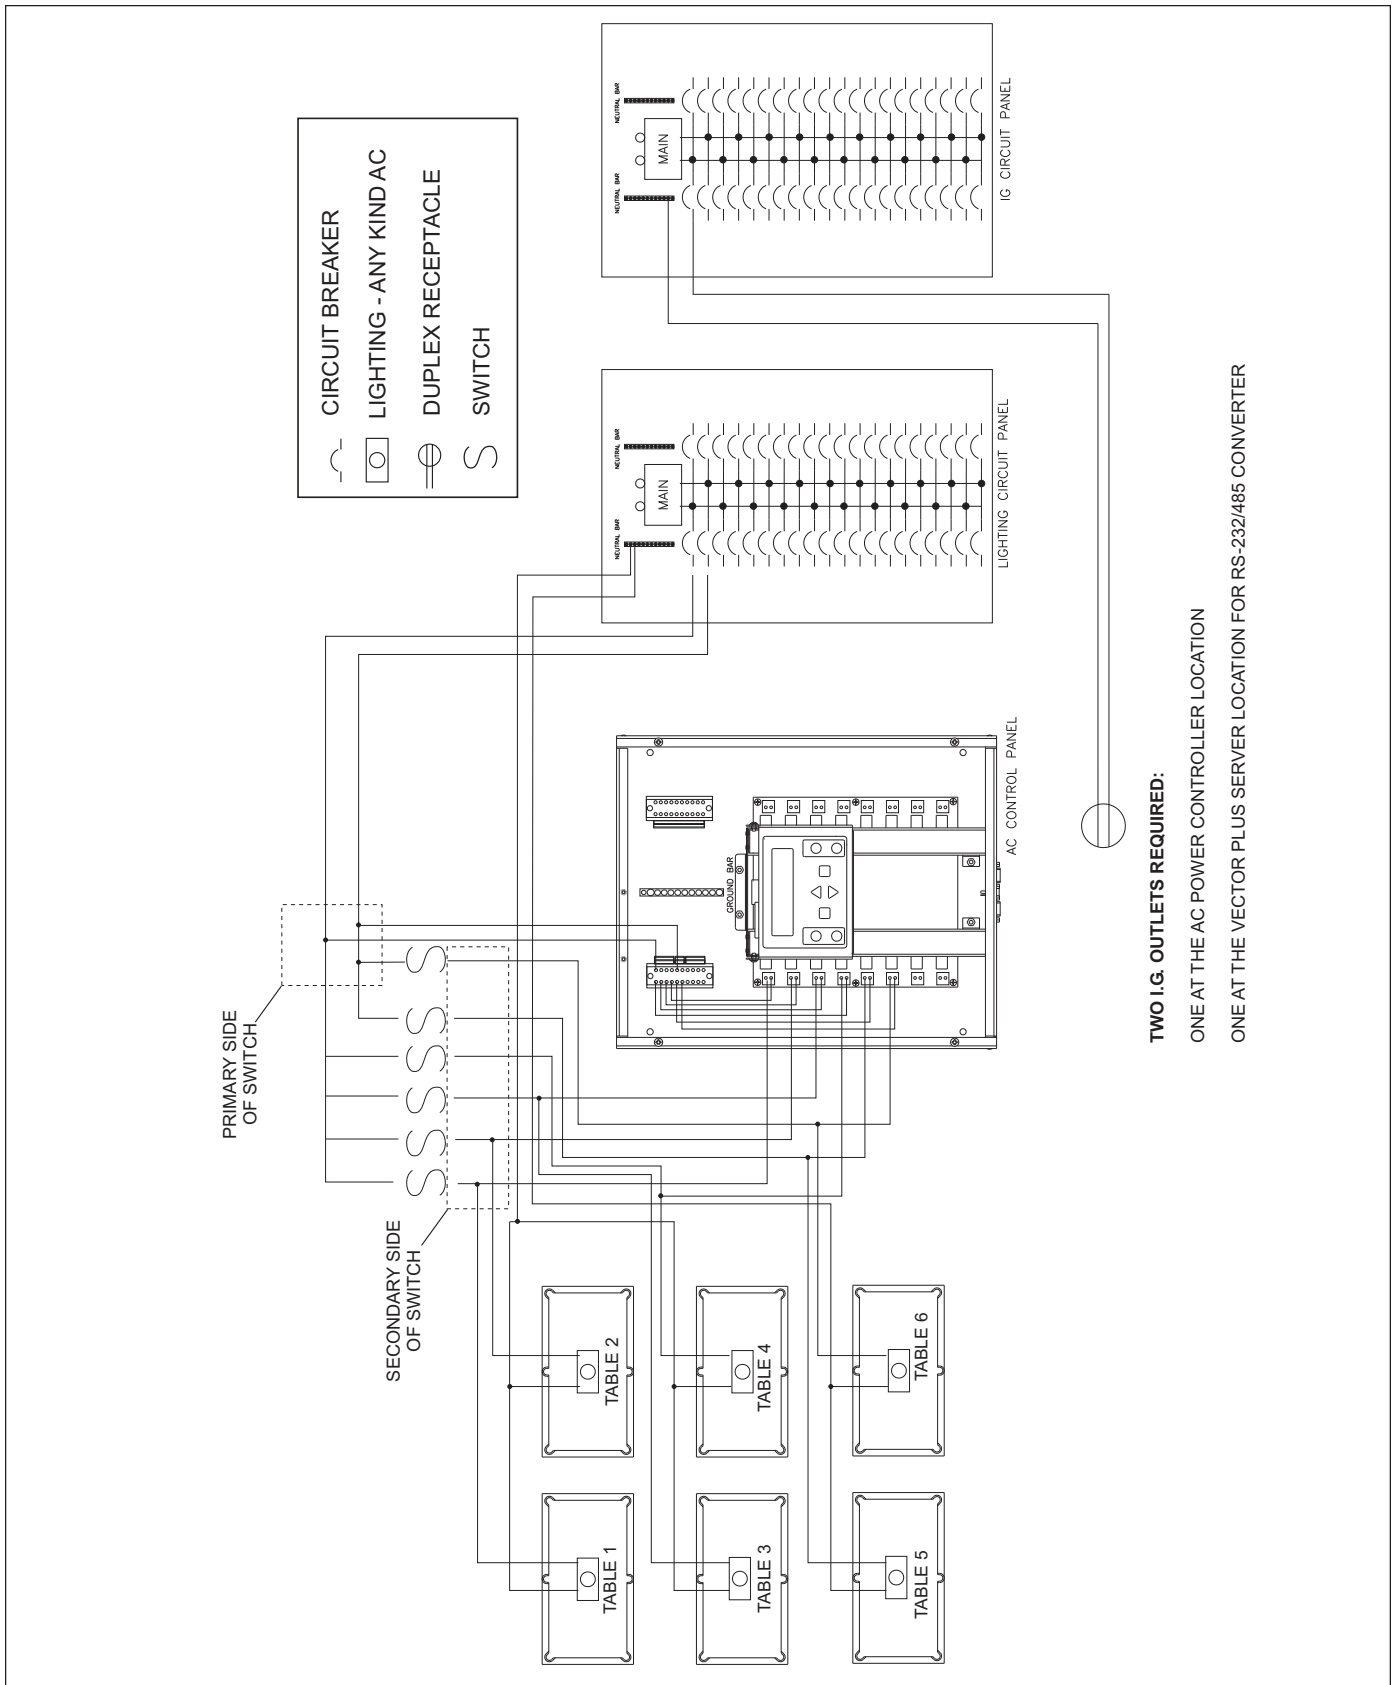 CIRCUIT BREAKER
LIGHTING - ANY KIND AC
DUPLEX RECEPTACLE
SWITCH
PRIMARY SIDE
OF SWITCH
SECONDARY SIDE
OF SWITCH
TABLE 1
TABLE 2
TABLE 3
TABLE 4
TABLE 5
TABLE 6
GROUND BAR
AC CONTROL PANEL
NEUTRAL BAR
MAIN
NEUTRAL BAR
LIGHTING CIRCUIT PANEL
NEUTRAL BAR
MAIN
NEUTRAL BAR
IG CIRCUIT PANEL
TWO I.G. OUTLETS REQUIRED:
ONE AT THE AC POWER CONTROLLER LOCATION
ONE AT THE VECTOR PLUS SERVER LOCATION FOR RS-232/485 CONVERTER